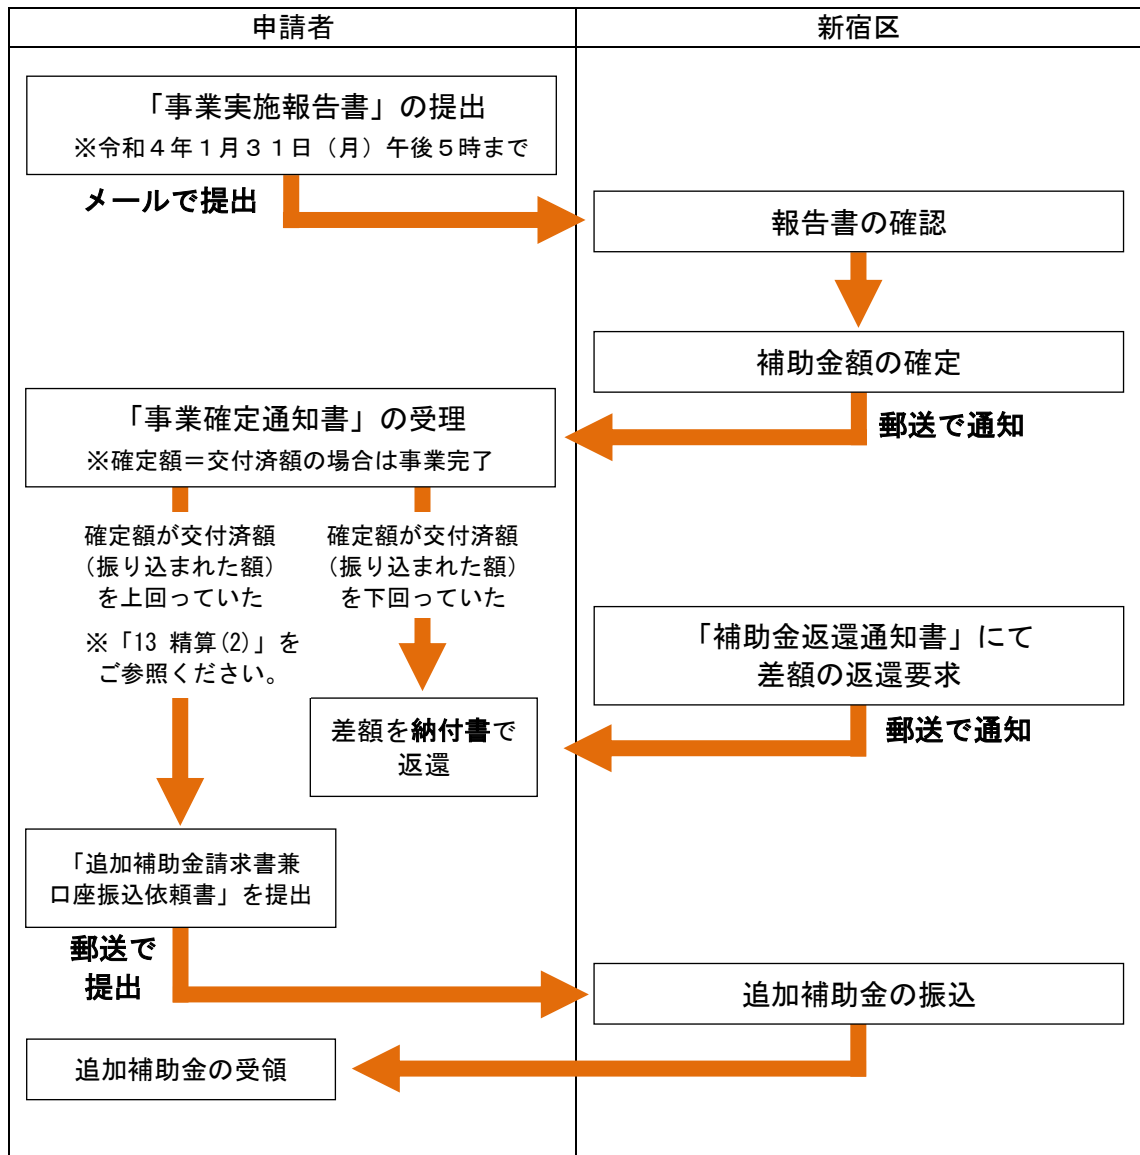 申請者
新宿区
「事業実施報告書」の提出
※令和４年１月３１日（月）午後５時まで
メールで提出
報告書の確認
補助金額の確定
郵送で通知
「事業確定通知書」の受理
※確定額＝交付済額の場合は事業完了
確定額が交付済額
（振り込まれた額）
を上回っていた
※「13 精算(2)」を
ご参照ください。
確定額が交付済額
（振り込まれた額）
を下回っていた
「補助金返還通知書」にて
差額の返還要求
郵送で通知
差額を納付書で
返還
「追加補助金請求書兼
口座振込依頼書」を提出
郵送で
提出
追加補助金の振込
追加補助金の受領